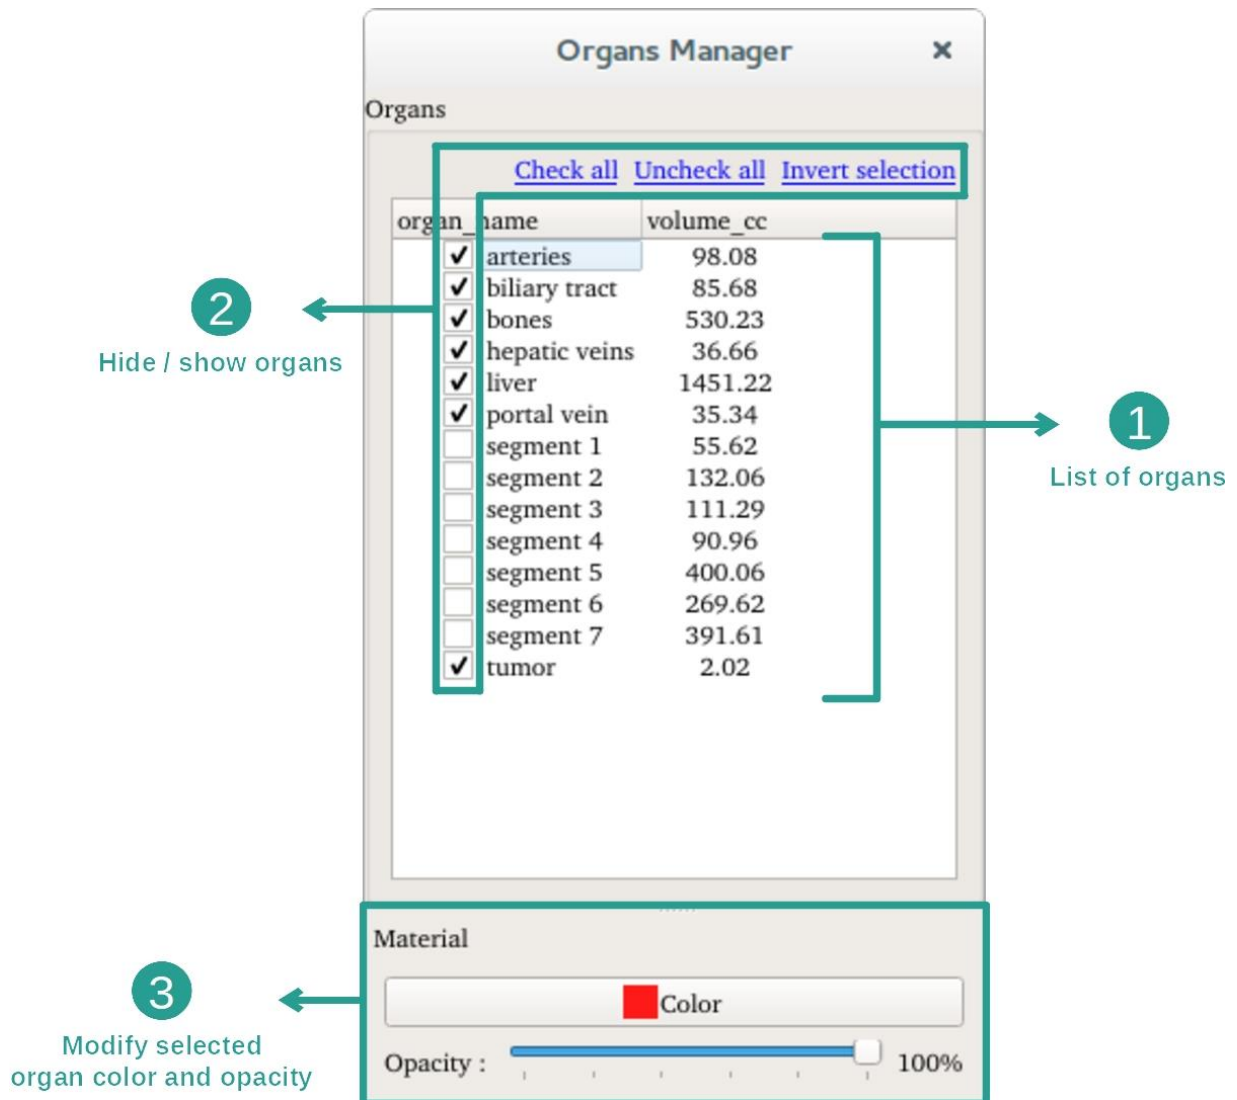 Organs Manager ×
Organs
Check all Uncheck all Invert selection
organ_name volume_cc
✔ arteries 98.08
✔ biliary tract 85.68
✔ bones 530.23
✔ hepatic veins 36.66
✔ liver 1451.22
✔ portal vein 35.34
segment 1 55.62
segment 2 132.06
segment 3 111.29
segment 4 90.96
segment 5 400.06
segment 6 269.62
segment 7 391.61
✔ tumor 2.02
2
Hide / show organs
1
List of organs
Material
Color
Opacity : 100%
3
Modify selected
organ color and opacity